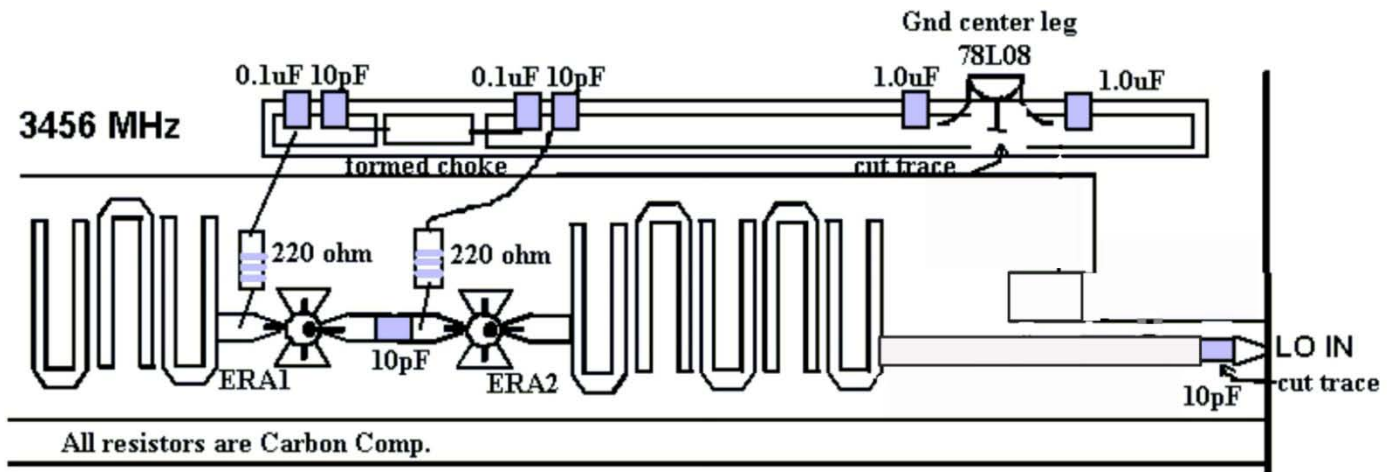 Gnd center leg
78L08
0.1uF 10pF
0.1uF 10pF
1.0uF
1.0uF
3456 MHz
formed choke
cut trace
220 ohm
220 ohm
10pF
ERA1
ERA2
LO IN
cut trace
10pF
All resistors are Carbon Comp.